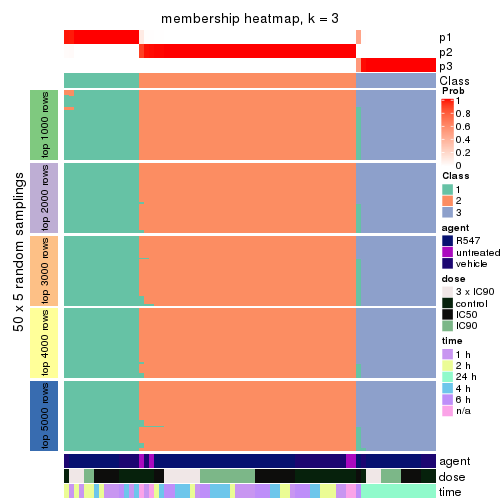 membership heatmap, k = 3
p1
p2
p3
Class
50 x 5 random samplings
top 1000 rows
top 2000 rows
top 3000 rows
top 4000 rows
top 5000 rows
agent
dose
time
Prob
1
0.8
0.6
0.4
0.2
0
Class
1
2
3
agent
R547
untreated
vehicle
dose
3 x IC90
control
IC50
IC90
time
1 h
2 h
24 h
4 h
6 h
n/a